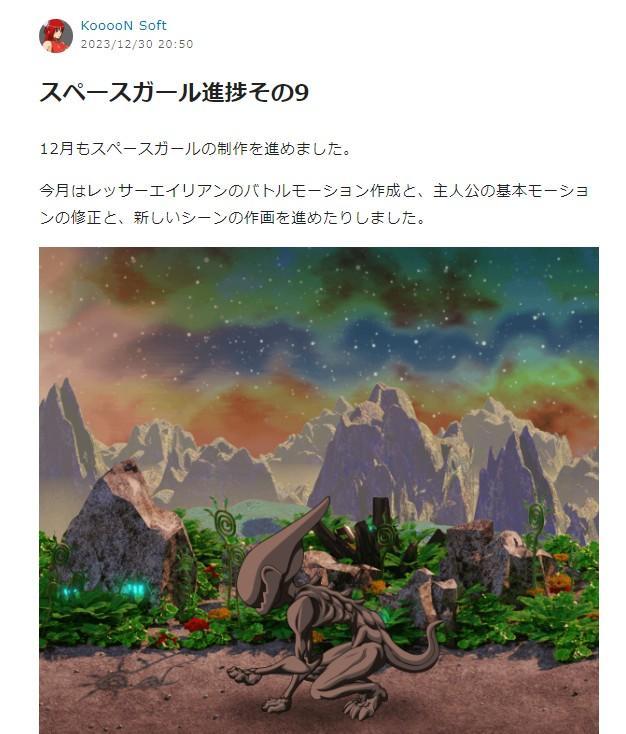 KooooN Soft
2023/12/30 20:50
スペースガール進捗その9
12月もスペースガールの制作を進めました。
今月はレッサーエイリアンのバトルモーション作成と、主人公の基本モーショ
ンの修正と、新しいシーンの作画を進めたりしました。